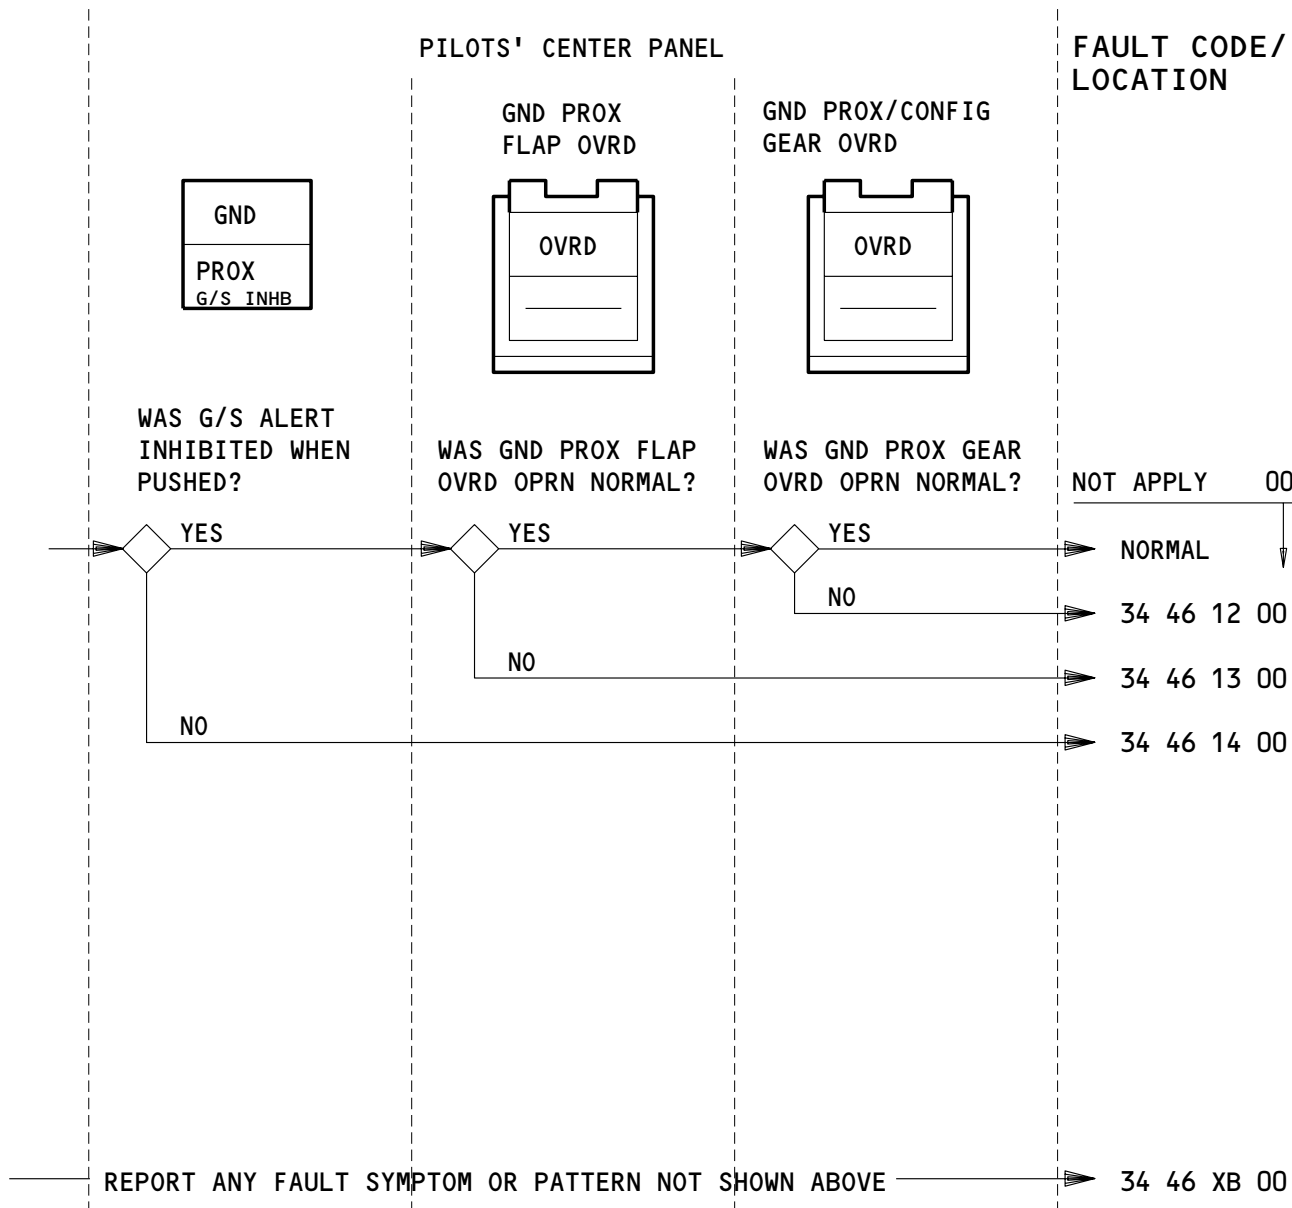 PILOTS' CENTER PANEL
FAULT CODE/
LOCATION
GND PROX
FLAP OVRD
GND PROX/CONFIG
GEAR OVRD
GND
PROX
G/S INHB
OVRD
OVRD
WAS G/S ALERT
INHIBITED WHEN
PUSHED?
WAS GND PROX FLAP
OVRD OPRN NORMAL?
WAS GND PROX GEAR
OVRD OPRN NORMAL?
NOT APPLY 00
YES
YES
YES
NORMAL
NO
34 46 12 00
NO
34 46 13 00
NO
34 46 14 00
REPORT ANY FAULT SYMPTOM OR PATTERN NOT SHOWN ABOVE
34 46 XB 00